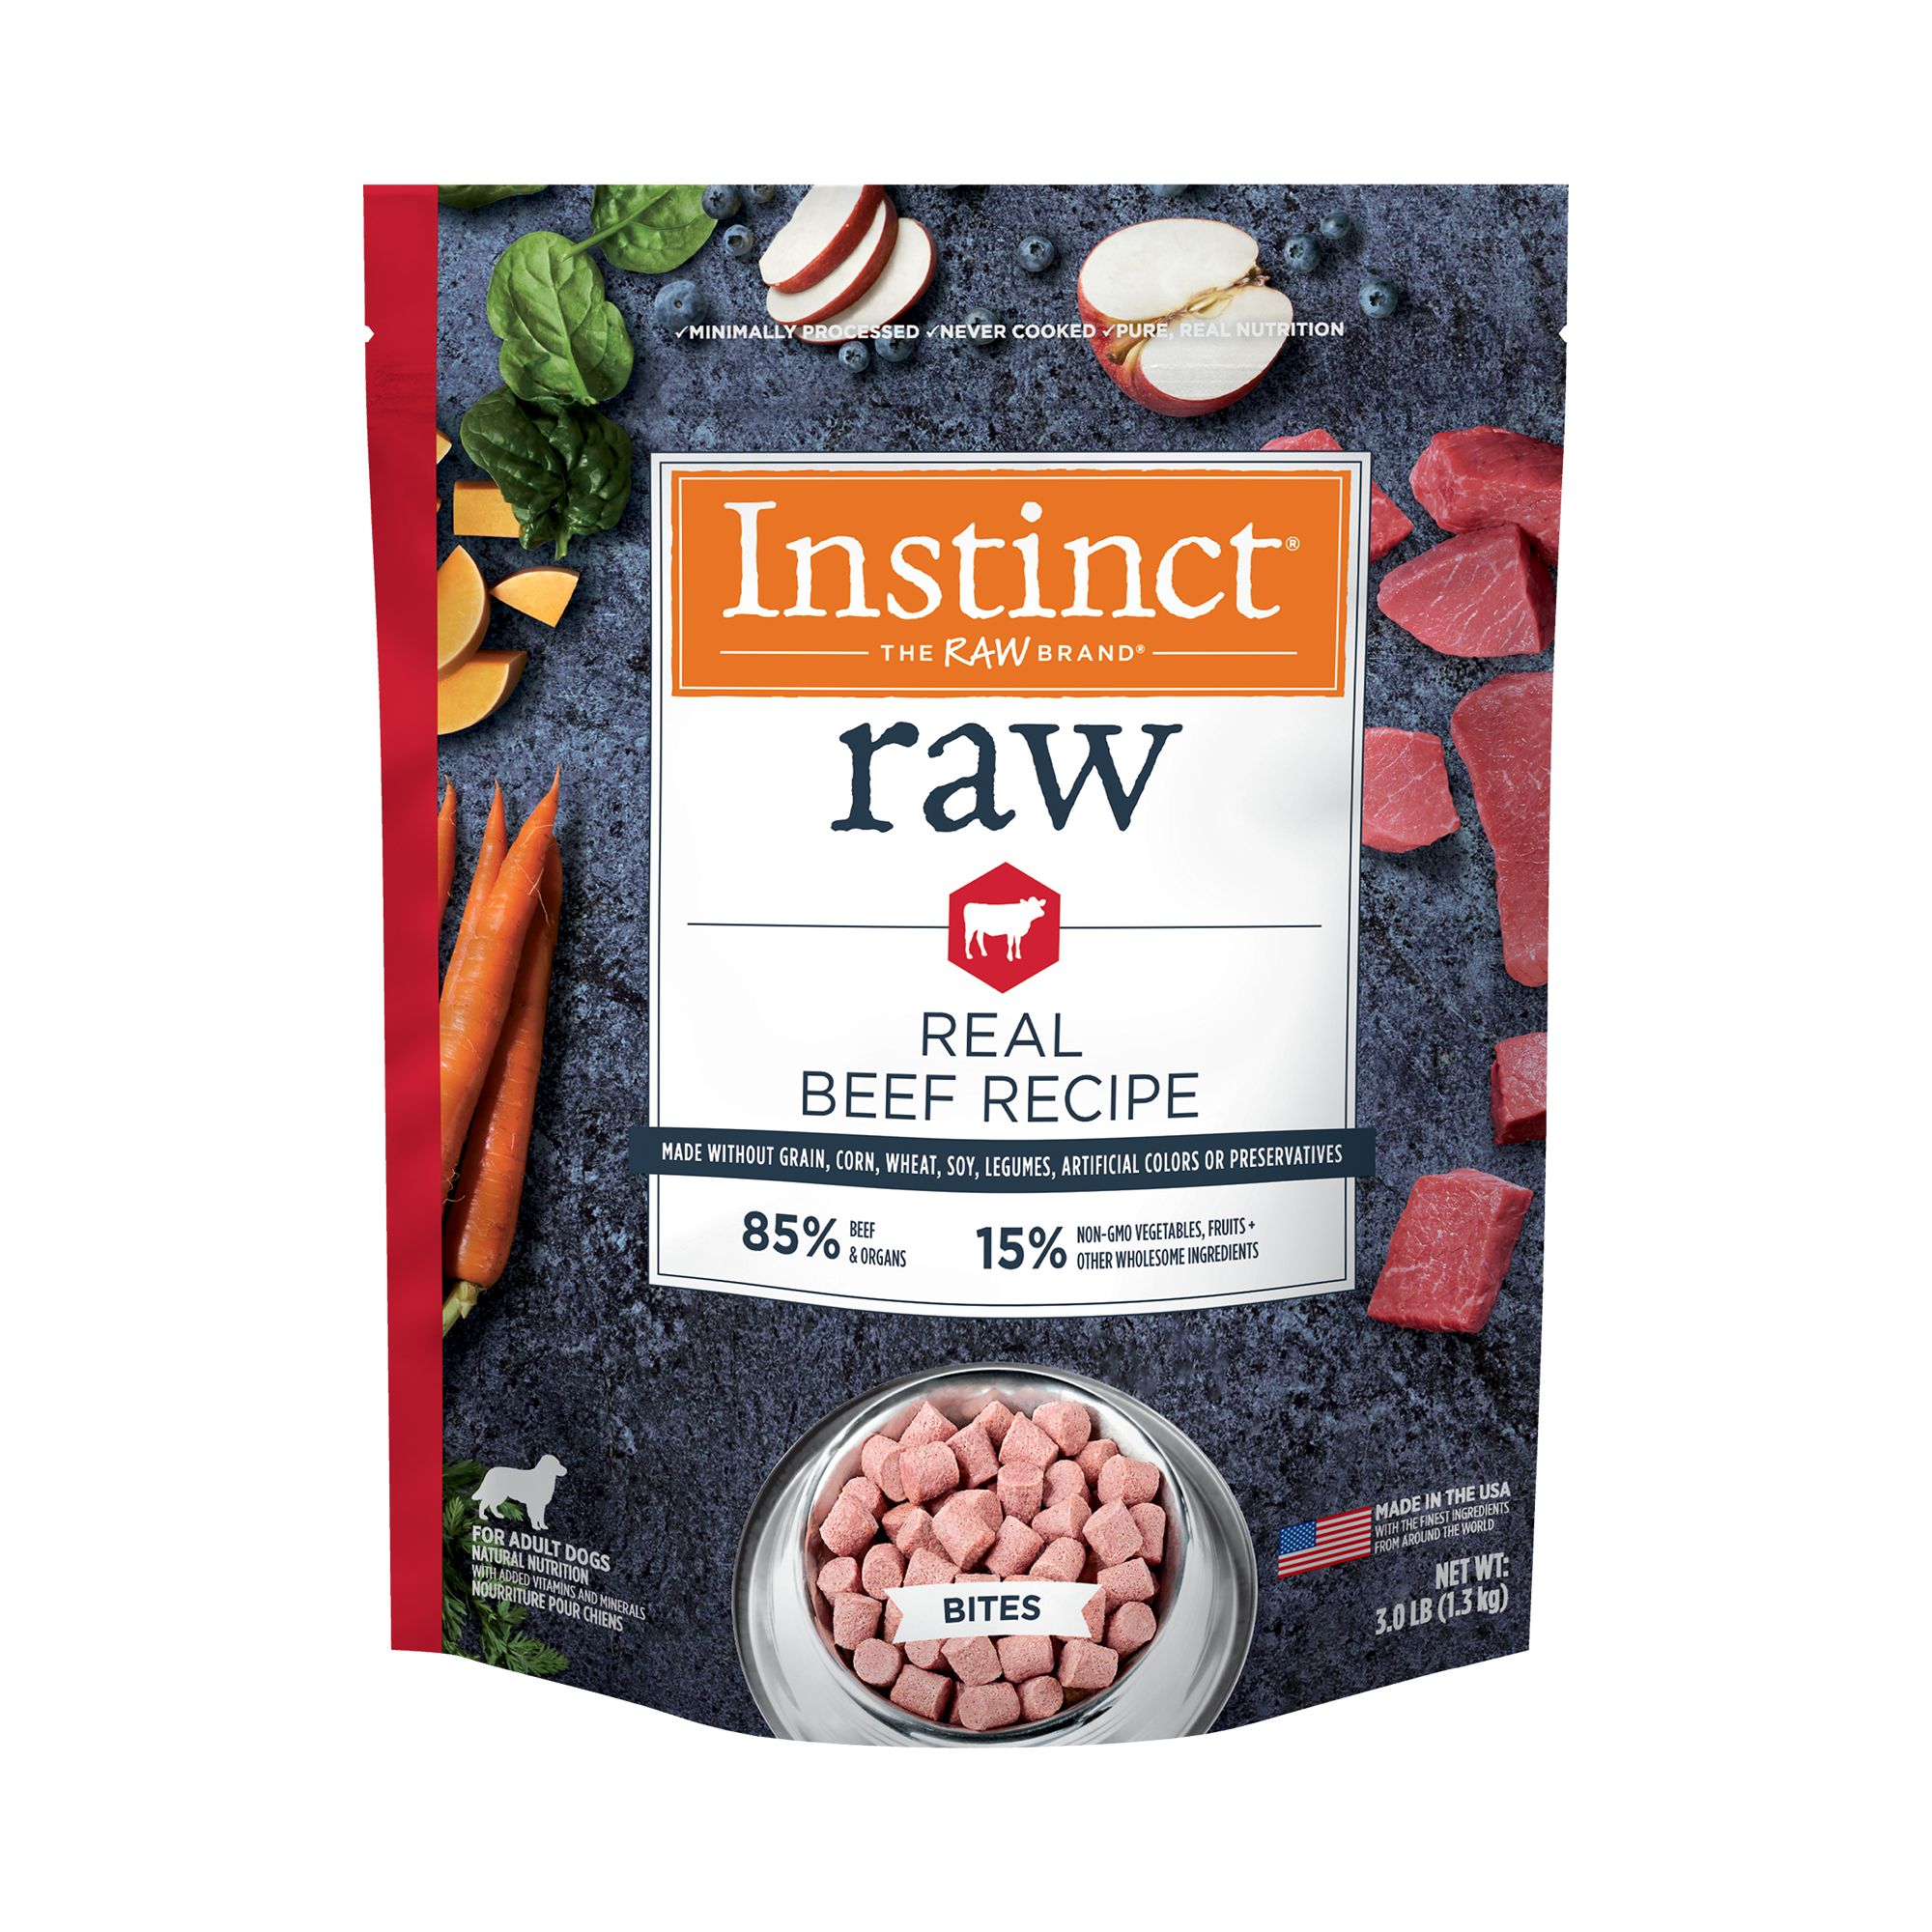 ✓MINIMALLY PROCESSED ✓NEVER COOKED ✓PURE, REAL NUTRITION
Instinct®
THE RAW BRAND®
raw
REAL
BEEF RECIPE
MADE WITHOUT GRAIN, CORN, WHEAT, SOY, LEGUMES, ARTIFICIAL COLORS OR PRESERVATIVES
85% BEEF
& ORGANS
15% NON-GMO VEGETABLES, FRUITS +
OTHER WHOLESOME INGREDIENTS
BITES
FOR ADULT DOGS
NATURAL NUTRITION
WITH ADDED VITAMINS AND MINERALS
NOURRITURE POUR CHIENS
MADE IN THE USA
WITH THE FINEST INGREDIENTS
FROM AROUND THE WORLD
NET WT:
3.0 LB (1.3 kg)